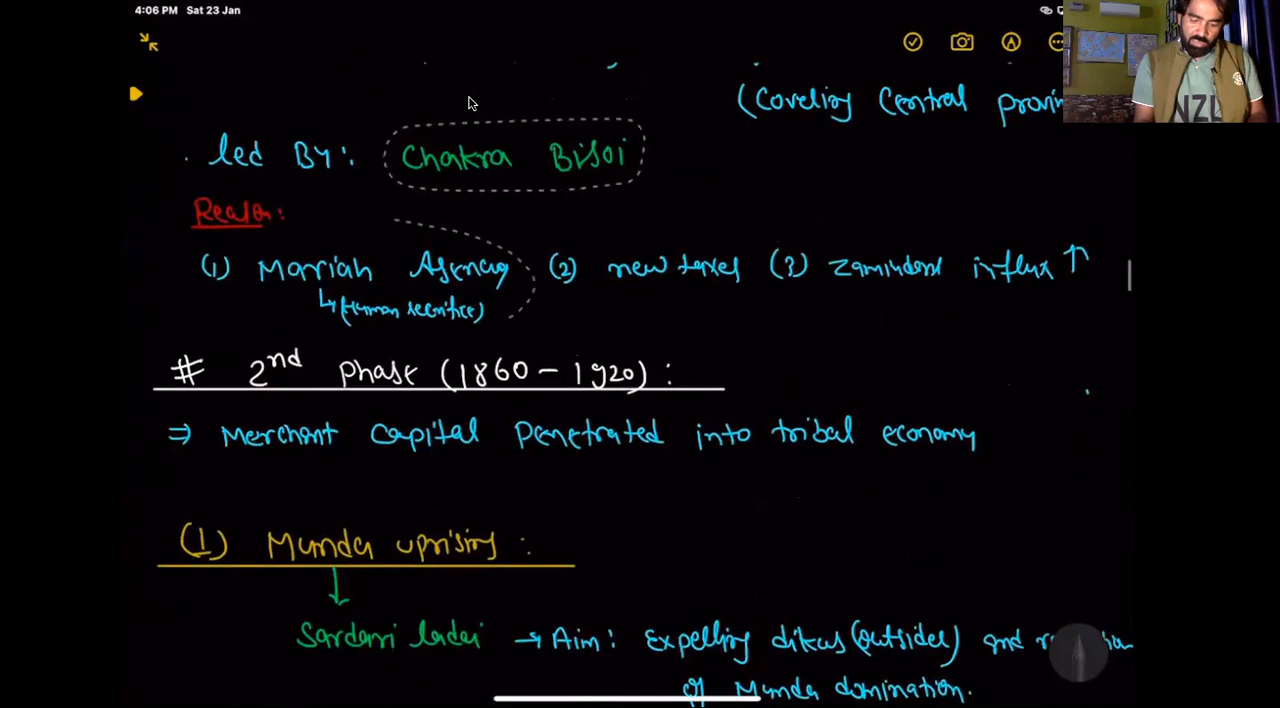 4:06 PM Sat 23 Jan
(Covering Central provin
NZL
. led By: Chakra Bisoi
Reason:
(1) Mariah Agency (2) new taxes (3) Zamindars influx ↑
↳ (Human sacrifice)
# 2nd Phase (1860 - 1920) :
⇒ Merchant Capital Penetrated into tribal economy
(1) Munda uprising :
Sardari ladai → Aim: Expelling dikus (outsider) and
of Munda domination.